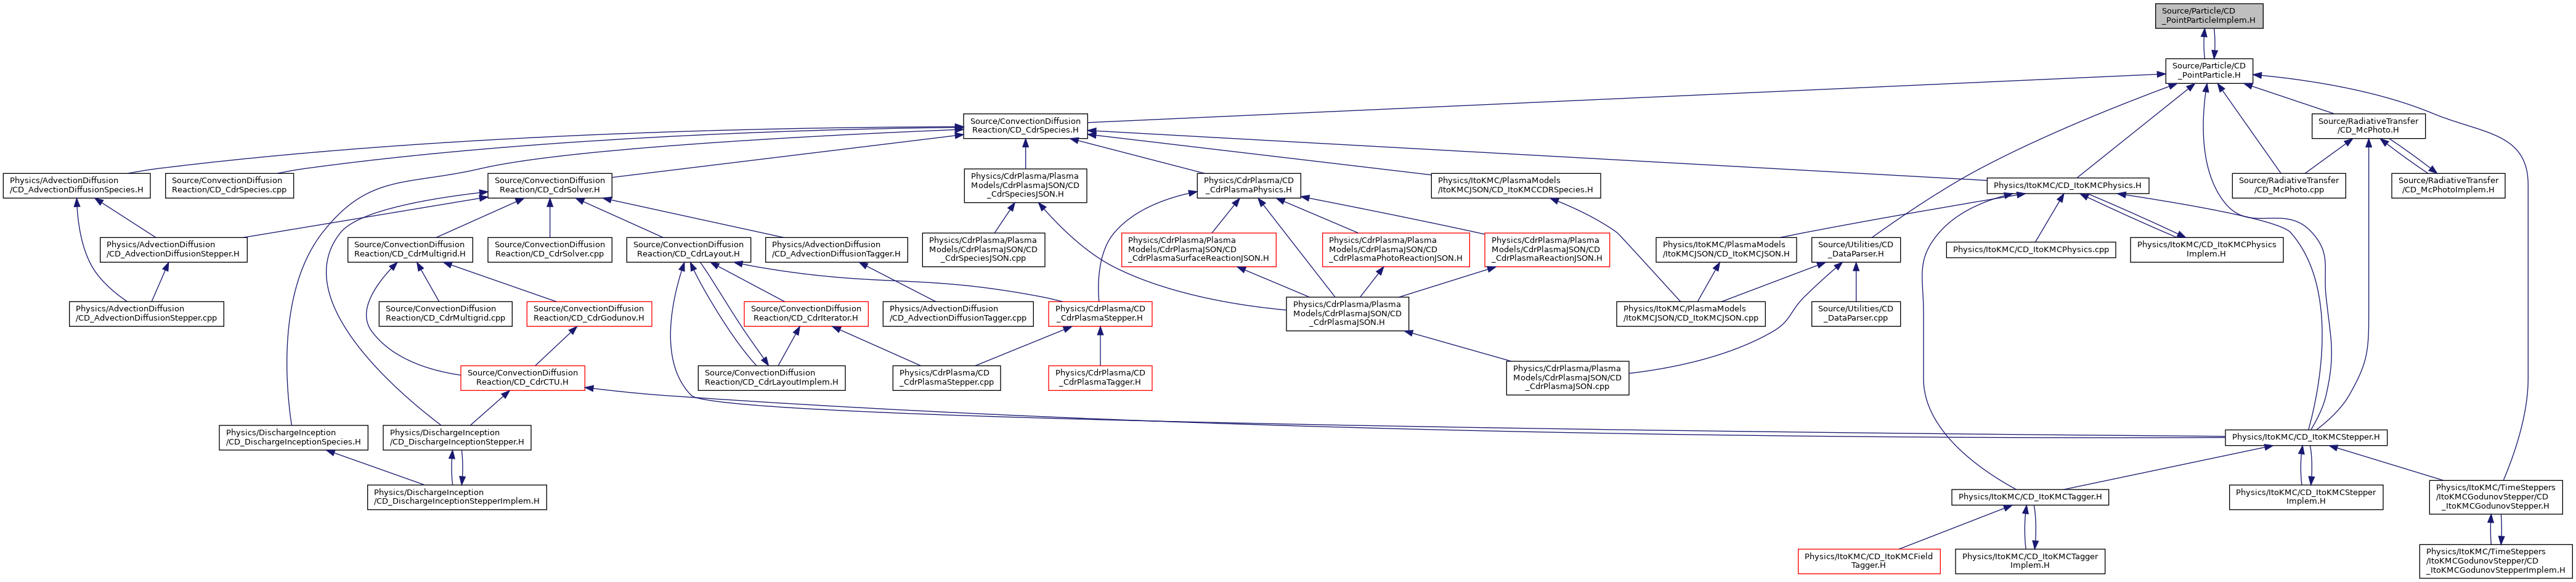 Source/Particle/CD
_PointParticleImplem.H
Source/Particle/CD
_PointParticle.H
Source/ConvectionDiffusion
Reaction/CD_CdrSpecies.H
Source/RadiativeTransfer
/CD_McPhoto.H
Physics/AdvectionDiffusion
/CD_AdvectionDiffusionSpecies.H
Source/ConvectionDiffusion
Reaction/CD_CdrSpecies.cpp
Source/ConvectionDiffusion
Reaction/CD_CdrSolver.H
Physics/CdrPlasma/Plasma
Models/CdrPlasmaJSON/CD
_CdrSpeciesJSON.H
Physics/CdrPlasma/CD
_CdrPlasmaPhysics.H
Physics/ItoKMC/PlasmaModels
/ItoKMCJSON/CD_ItoKMCCDRSpecies.H
Physics/ItoKMC/CD_ItoKMCPhysics.H
Source/RadiativeTransfer
/CD_McPhoto.cpp
Source/RadiativeTransfer
/CD_McPhotoImplem.H
Physics/AdvectionDiffusion
/CD_AdvectionDiffusionStepper.H
Source/ConvectionDiffusion
Reaction/CD_CdrMultigrid.H
Source/ConvectionDiffusion
Reaction/CD_CdrSolver.cpp
Source/ConvectionDiffusion
Reaction/CD_CdrLayout.H
Physics/AdvectionDiffusion
/CD_AdvectionDiffusionTagger.H
Physics/CdrPlasma/Plasma
Models/CdrPlasmaJSON/CD
_CdrSpeciesJSON.cpp
Physics/CdrPlasma/Plasma
Models/CdrPlasmaJSON/CD
_CdrPlasmaSurfaceReactionJSON.H
Physics/CdrPlasma/Plasma
Models/CdrPlasmaJSON/CD
_CdrPlasmaPhotoReactionJSON.H
Physics/CdrPlasma/Plasma
Models/CdrPlasmaJSON/CD
_CdrPlasmaReactionJSON.H
Physics/ItoKMC/PlasmaModels
/ItoKMCJSON/CD_ItoKMCJSON.H
Source/Utilities/CD
_DataParser.H
Physics/ItoKMC/CD_ItoKMCPhysics.cpp
Physics/ItoKMC/CD_ItoKMCPhysics
Implem.H
Physics/AdvectionDiffusion
/CD_AdvectionDiffusionStepper.cpp
Source/ConvectionDiffusion
Reaction/CD_CdrMultigrid.cpp
Source/ConvectionDiffusion
Reaction/CD_CdrGodunov.H
Source/ConvectionDiffusion
Reaction/CD_CdrIterator.H
Physics/AdvectionDiffusion
/CD_AdvectionDiffusionTagger.cpp
Physics/CdrPlasma/CD
_CdrPlasmaStepper.H
Physics/CdrPlasma/Plasma
Models/CdrPlasmaJSON/CD
_CdrPlasmaJSON.H
Physics/ItoKMC/PlasmaModels
/ItoKMCJSON/CD_ItoKMCJSON.cpp
Source/Utilities/CD
_DataParser.cpp
Source/ConvectionDiffusion
Reaction/CD_CdrCTU.H
Source/ConvectionDiffusion
Reaction/CD_CdrLayoutImplem.H
Physics/CdrPlasma/CD
_CdrPlasmaStepper.cpp
Physics/CdrPlasma/CD
_CdrPlasmaTagger.H
Physics/CdrPlasma/Plasma
Models/CdrPlasmaJSON/CD
_CdrPlasmaJSON.cpp
Physics/DischargeInception
/CD_DischargeInceptionSpecies.H
Physics/DischargeInception
/CD_DischargeInceptionStepper.H
Physics/ItoKMC/CD_ItoKMCStepper.H
Physics/DischargeInception
/CD_DischargeInceptionStepperImplem.H
Physics/ItoKMC/CD_ItoKMCTagger.H
Physics/ItoKMC/CD_ItoKMCStepper
Implem.H
Physics/ItoKMC/TimeSteppers
/ItoKMCGodunovStepper/CD
_ItoKMCGodunovStepper.H
Physics/ItoKMC/CD_ItoKMCField
Tagger.H
Physics/ItoKMC/CD_ItoKMCTagger
Implem.H
Physics/ItoKMC/TimeSteppers
/ItoKMCGodunovStepper/CD
_ItoKMCGodunovStepperImplem.H